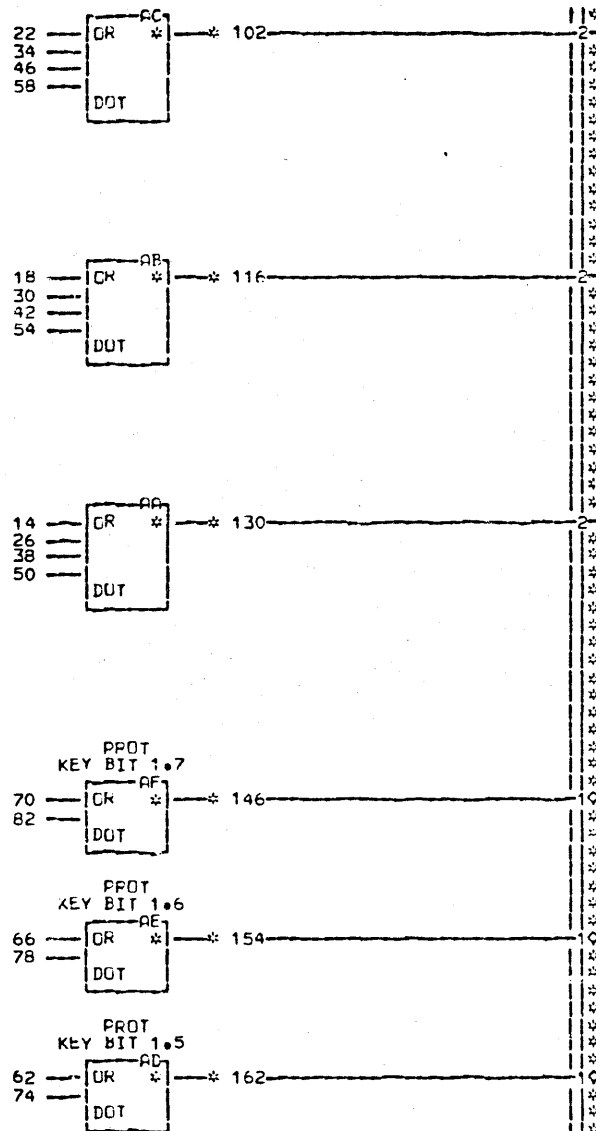 AC
22 OR * * 102 2
34
46
58
DOT
AB
18 OR * * 116 2
30
42
54
DOT
AA
14 OR * * 130 2
26
38
50
DOT
PROT
KEY BIT 1.7
AF
70 OR * * 146 1
82
DOT
PROT
KEY BIT 1.6
AE
66 OR * * 154 1
78
DOT
PROT
KEY BIT 1.5
AD
62 OR * * 162 1
74
DOT